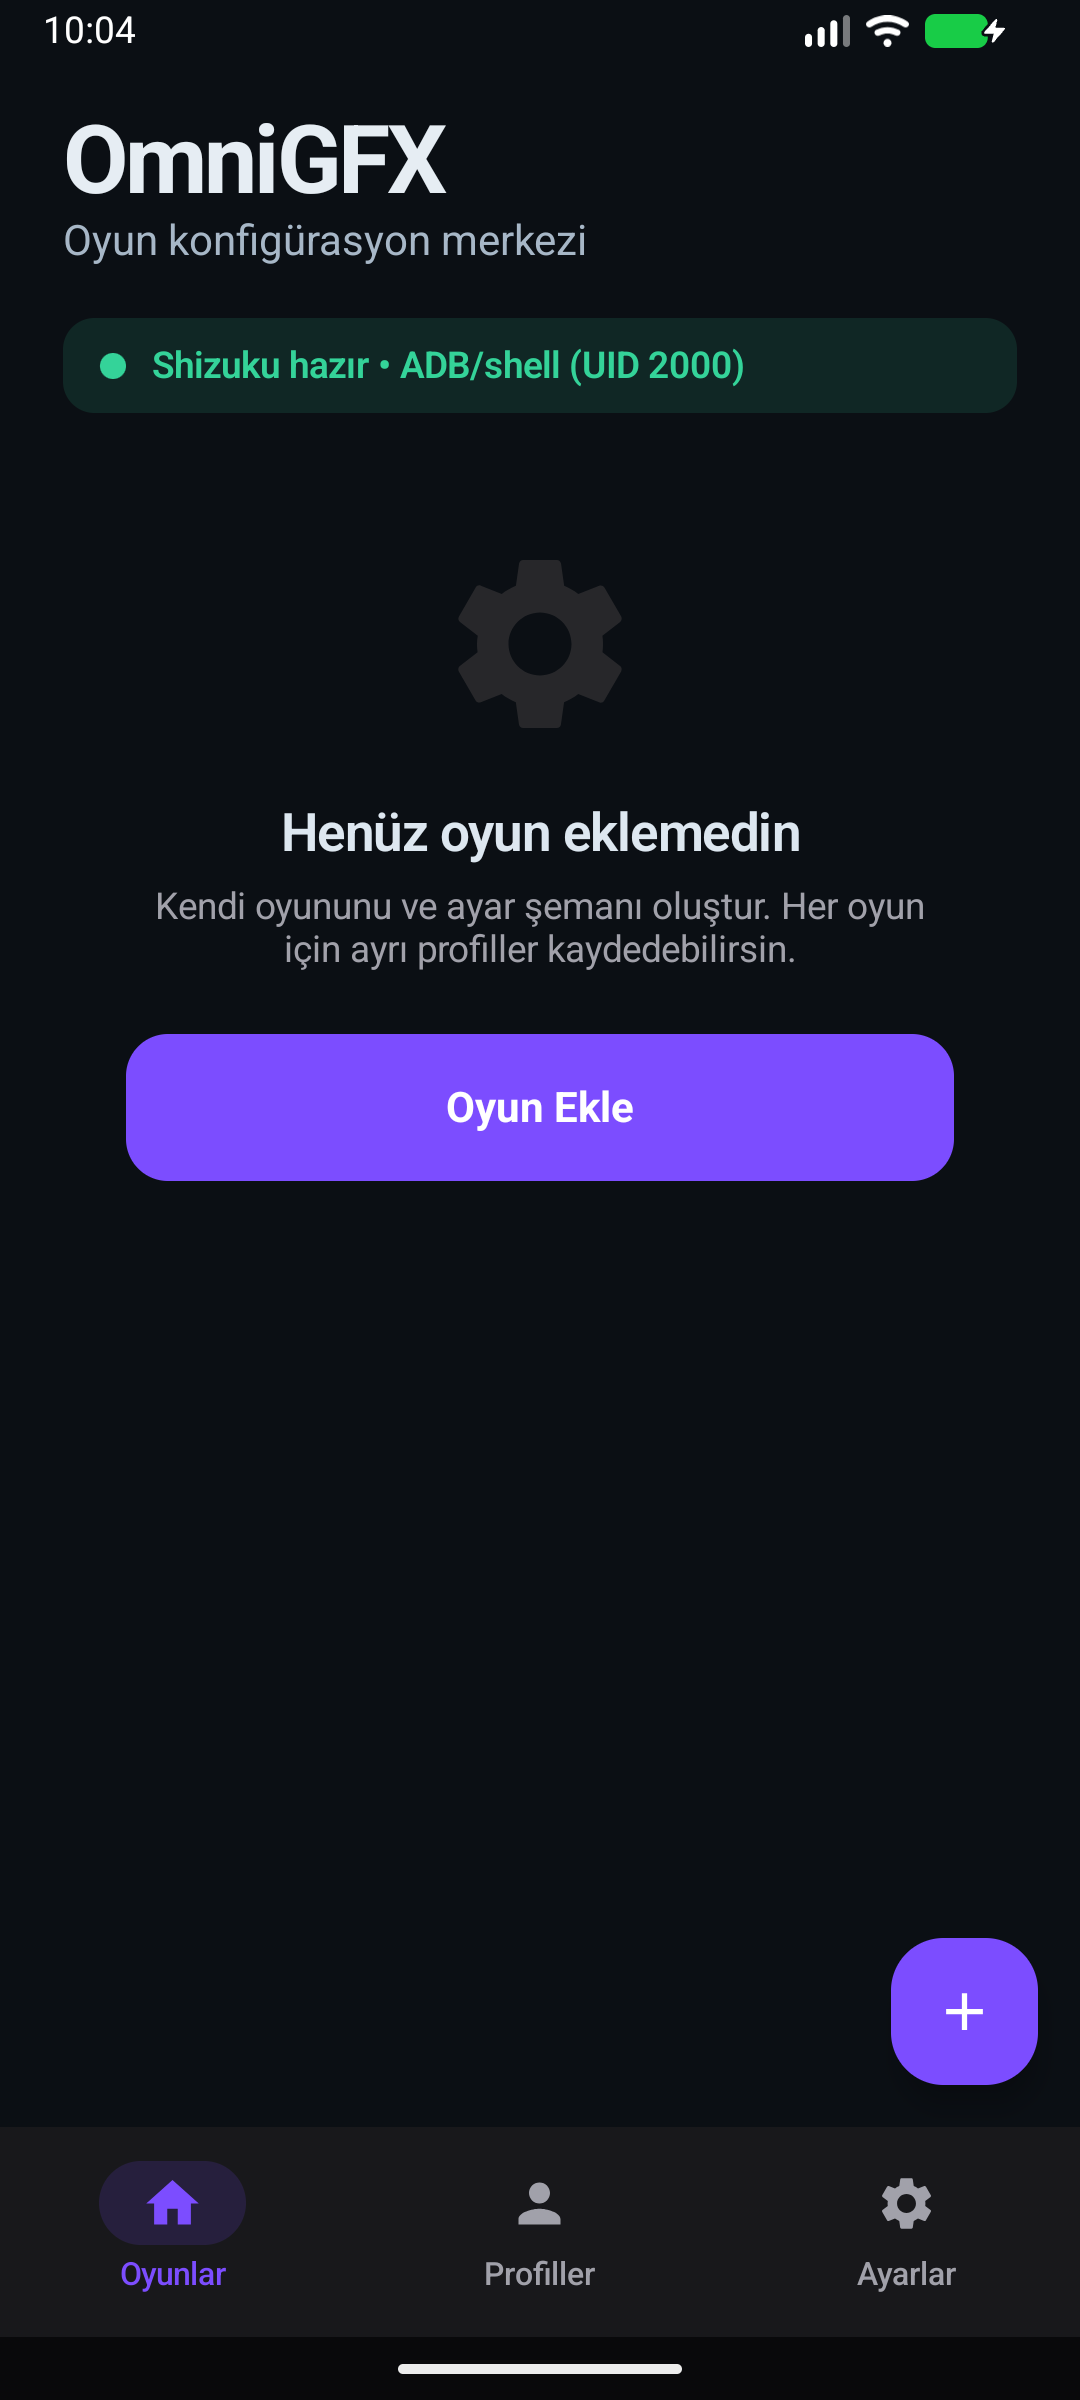 10:04
OmniGFX
Oyun konfigürasyon merkezi
Shizuku hazır • ADB/shell (UID 2000)
Henüz oyun eklemedin
Kendi oyununu ve ayar şemanı oluştur. Her oyun
için ayrı profiller kaydedebilirsin.
Oyun Ekle
+
Oyunlar
Profiller
Ayarlar